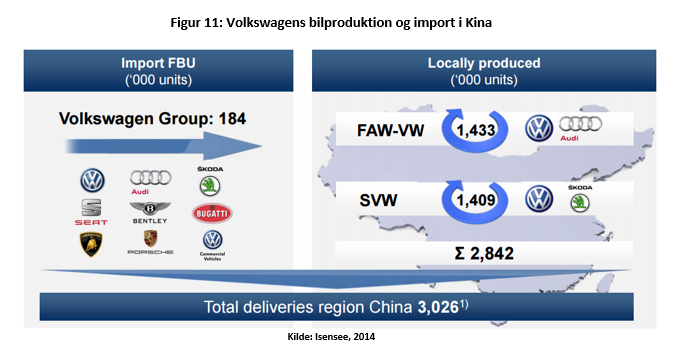 Figur 11: Volkswagens bilproduktion og import i Kina
Import FBU
('000 units)
Locally produced
('000 units)
Volkswagen Group: 184
Audi
ŠKODA
SEAT
BENTLEY
BUGATTI
PORSCHE
Commercial
Vehicles
FAW-VW
1,433
Audi
SVW
1,409
ŠKODA
Σ 2,842
Total deliveries region China 3,026¹⁾
Kilde: Isensee, 2014